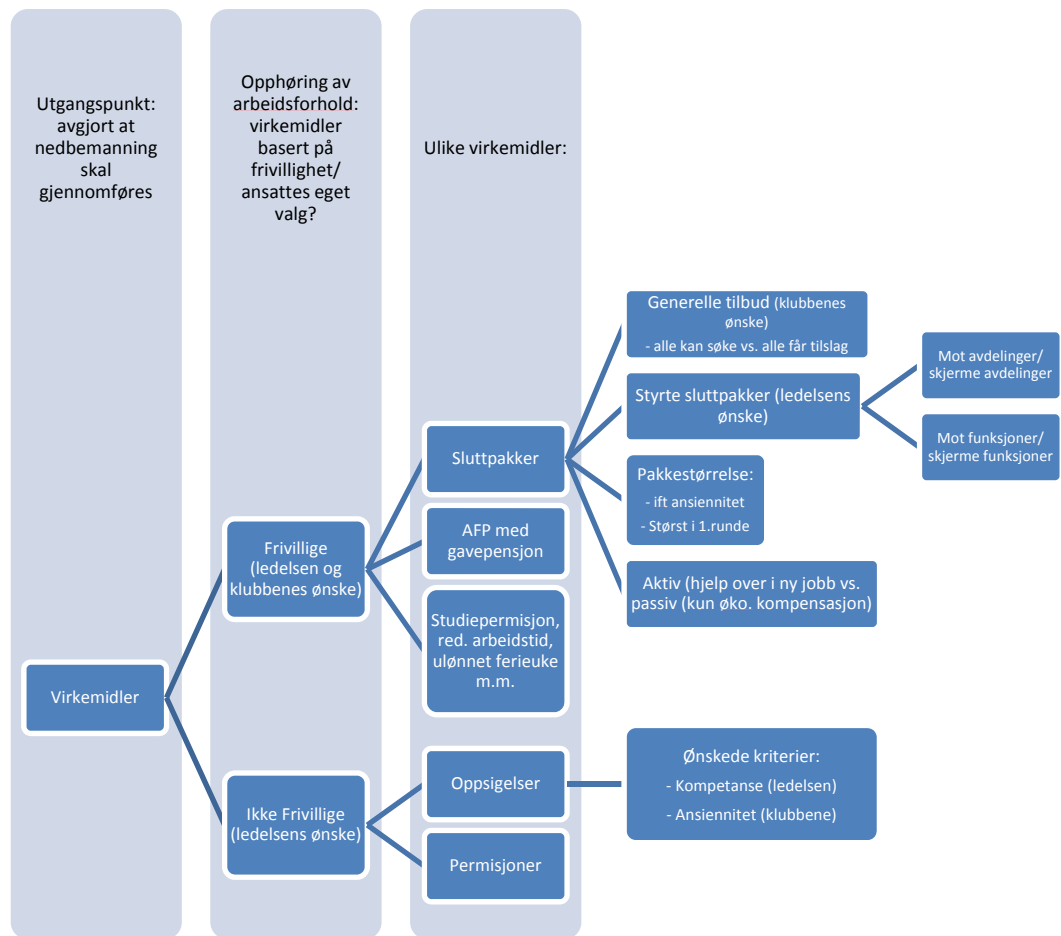 Utgangspunkt:
avgjort at
nedbemanning
skal
gjennomføres
Opphøring av
arbeidsforhold:
virkemidler
basert på
frivillighet/
ansattes eget
valg?
Ulike virkemidler:
Virkemidler
Frivillige
(ledelsen og
klubbenes ønske)
Ikke Frivillige
(ledelsens ønske)
Sluttpakker
AFP med
gavepensjon
Studiepermisjon,
red. arbeidstid,
ulønnet ferieuke
m.m.
Oppsigelser
Permisjoner
Generelle tilbud (klubbenes
ønske)
- alle kan søke vs. alle får tilslag
Styrte sluttpakker (ledelsens
ønske)
Pakkestørrelse:
- ift ansiennitet
- Størst i 1.runde
Aktiv (hjelp over i ny jobb vs.
passiv (kun øko. kompensasjon)
Ønskede kriterier:
- Kompetanse (ledelsen)
- Ansiennitet (klubbene)
Mot avdelinger/
skjerme avdelinger
Mot funksjoner/
skjerme funksjoner